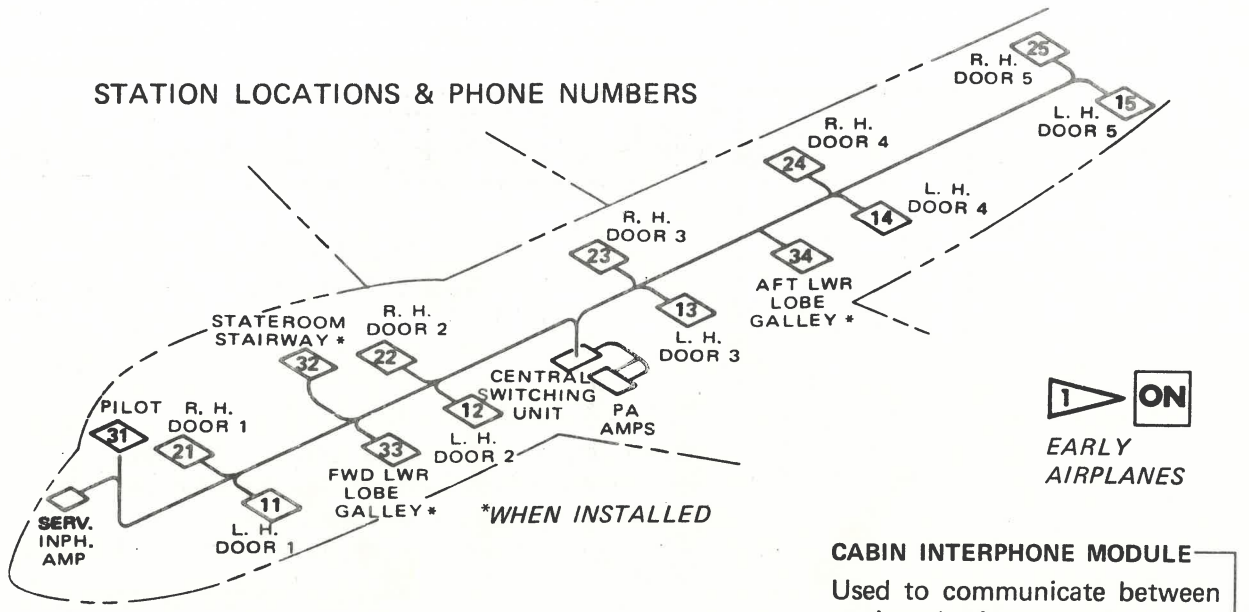 STATION LOCATIONS & PHONE NUMBERS
25
R. H.
DOOR 5
15
L. H.
DOOR 5
R. H.
DOOR 4
24
L. H.
DOOR 4
14
R. H.
DOOR 3
23
34
AFT LWR
LOBE
GALLEY *
13
L. H.
DOOR 3
STATEROOM
STAIRWAY *
32
R. H.
DOOR 2
22
CENTRAL
SWITCHING
UNIT
PA
AMPS
12
L. H.
DOOR 2
PILOT
31
R. H.
DOOR 1
21
33
FWD LWR
LOBE
GALLEY *
11
L. H.
DOOR 1
SERV.
INPH.
AMP
*WHEN INSTALLED
1
ON
EARLY
AIRPLANES
CABIN INTERPHONE MODULE
Used to communicate between